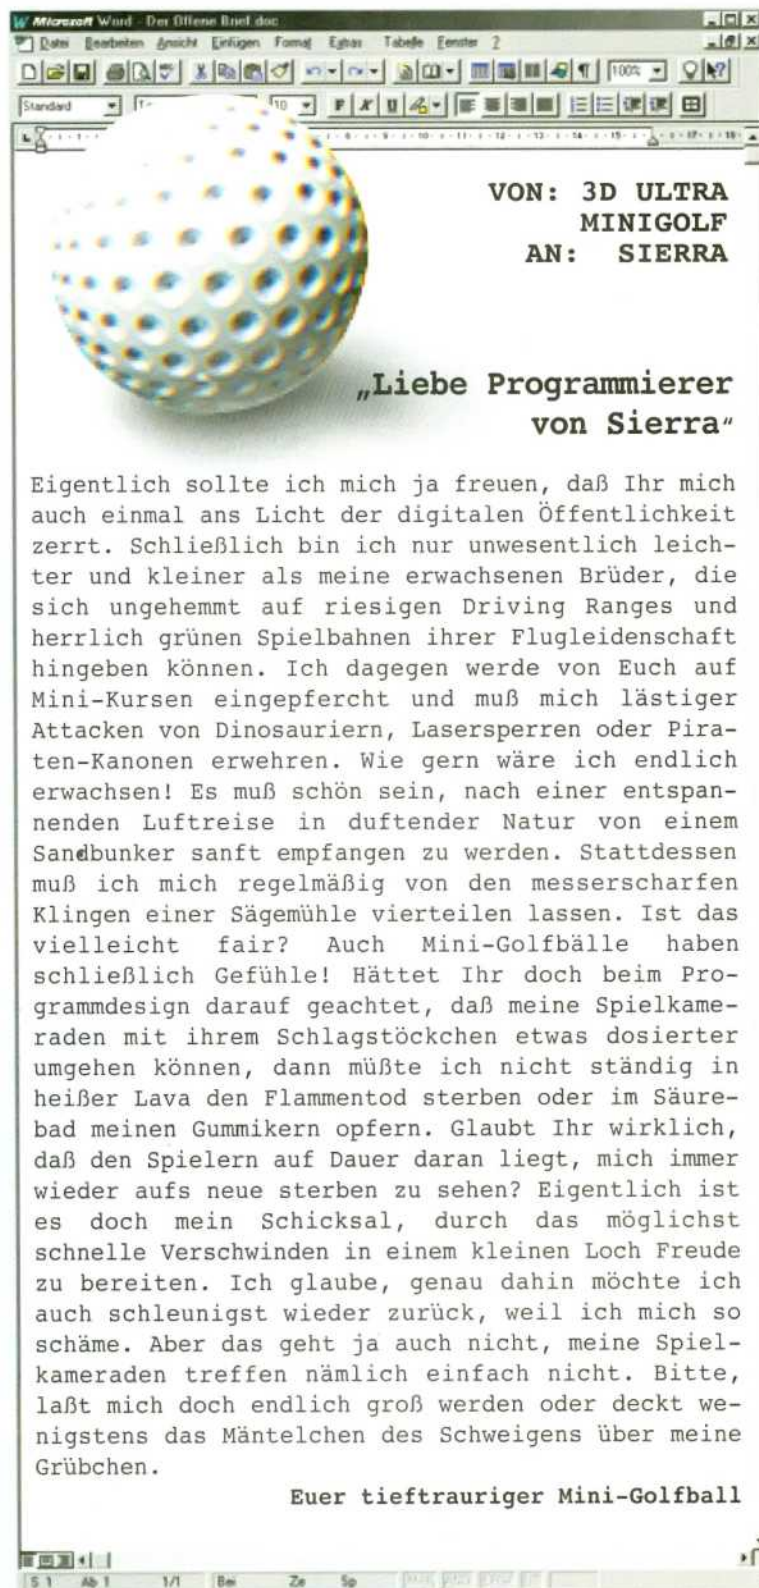 Microsoft Word - Der Offene Brief.doc
Datei Bearbeiten Ansicht Einfügen Format Extras Tabelle Fenster ?
100%
Standard 10 F K U
VON: 3D ULTRA
MINIGOLF
AN: SIERRA
„Liebe Programmierer
von Sierra“
Eigentlich sollte ich mich ja freuen, daß Ihr mich
auch einmal ans Licht der digitalen Öffentlichkeit
zerrt. Schließlich bin ich nur unwesentlich leich-
ter und kleiner als meine erwachsenen Brüder, die
sich ungehemmt auf riesigen Driving Ranges und
herrlich grünen Spielbahnen ihrer Flugleidenschaft
hingeben können. Ich dagegen werde von Euch auf
Mini-Kursen eingepfercht und muß mich lästiger
Attacken von Dinosauriern, Lasersperren oder Pira-
ten-Kanonen erwehren. Wie gern wäre ich endlich
erwachsen! Es muß schön sein, nach einer entspan-
nenden Luftreise in duftender Natur von einem
Sandbunker sanft empfangen zu werden. Stattdessen
muß ich mich regelmäßig von den messerscharfen
Klingen einer Sägemühle vierteilen lassen. Ist das
vielleicht fair? Auch Mini-Golfbälle haben
schließlich Gefühle! Hättet Ihr doch beim Pro-
grammdesign darauf geachtet, daß meine Spielkame-
raden mit ihrem Schlagstöckchen etwas dosierter
umgehen können, dann müßte ich nicht ständig in
heißer Lava den Flammentod sterben oder im Säure-
bad meinen Gummikern opfern. Glaubt Ihr wirklich,
daß den Spielern auf Dauer daran liegt, mich immer
wieder aufs neue sterben zu sehen? Eigentlich ist
es doch mein Schicksal, durch das möglichst
schnelle Verschwinden in einem kleinen Loch Freude
zu bereiten. Ich glaube, genau dahin möchte ich
auch schleunigst wieder zurück, weil ich mich so
schäme. Aber das geht ja auch nicht, meine Spiel-
kameraden treffen nämlich einfach nicht. Bitte,
laßt mich doch endlich groß werden oder deckt we-
nigstens das Mäntelchen des Schweigens über meine
Grübchen.
Euer tieftrauriger Mini-Golfball
S 1 Ab 1 1/1 Bei Ze Sp